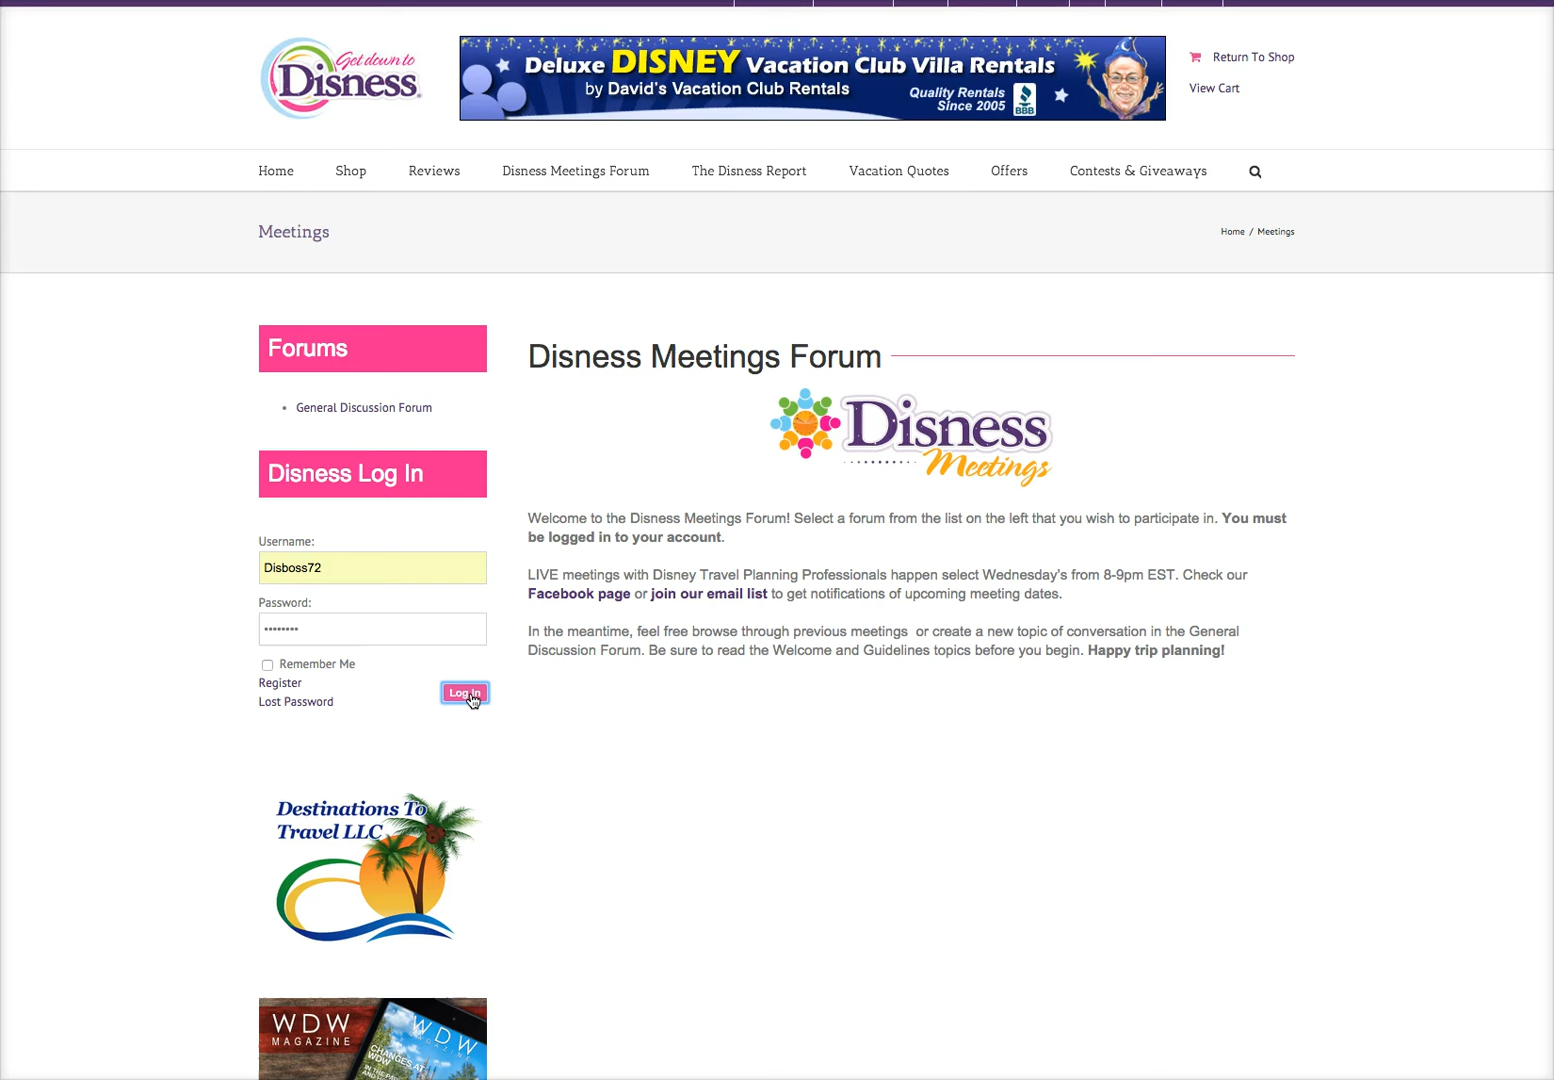 Get down to
Disness
Deluxe DISNEY Vacation Club Villa Rentals
by David's Vacation Club Rentals
Quality Rentals
Since 2005
BBB
Return To Shop
View Cart
Home
Shop
Reviews
Disness Meetings Forum
The Disness Report
Vacation Quotes
Offers
Contests & Giveaways
Meetings
Home / Meetings
Forums
General Discussion Forum
Disness Log In
Username:
Disboss72
Password:
••••••••
Remember Me
Register
Log In
Lost Password
Destinations To
Travel LLC
WDW
MAGAZINE
WDW
MAGAZINE
CHANGES AT
WDW
Disness Meetings Forum
Disness
Meetings
Welcome to the Disness Meetings Forum! Select a forum from the list on the left that you wish to participate in. You must
be logged in to your account.
LIVE meetings with Disney Travel Planning Professionals happen select Wednesday's from 8-9pm EST. Check our
Facebook page or join our email list to get notifications of upcoming meeting dates.
In the meantime, feel free browse through previous meetings  or create a new topic of conversation in the General
Discussion Forum. Be sure to read the Welcome and Guidelines topics before you begin. Happy trip planning!